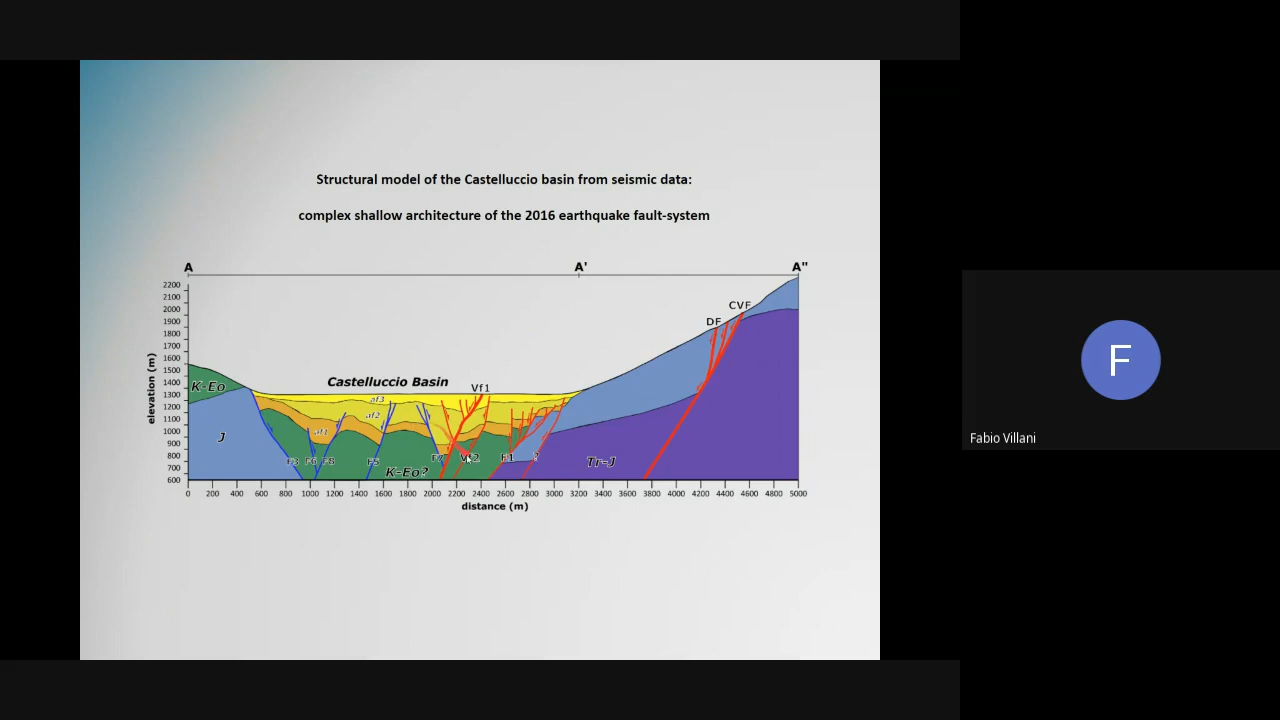 Structural model of the Castelluccio basin from seismic data:
complex shallow architecture of the 2016 earthquake fault-system
A A' A"
2200
2100
2000
1900
1800
1700
1600
1500
1400
1300
1200
1100
1000
900
800
700
600
elevation (m)
CVF
DF
K-Eo
Castelluccio Basin
Vf1
af3
af2
af1
J
F3 F6 F8 F5 F7 F1 ?
K-Eo?
Tr-J
0 200 400 600 800 1000 1200 1400 1600 1800 2000 2200 2400 2600 2800 3000 3200 3400 3600 3800 4000 4200 4400 4600 4800 5000
distance (m)
F
Fabio Villani